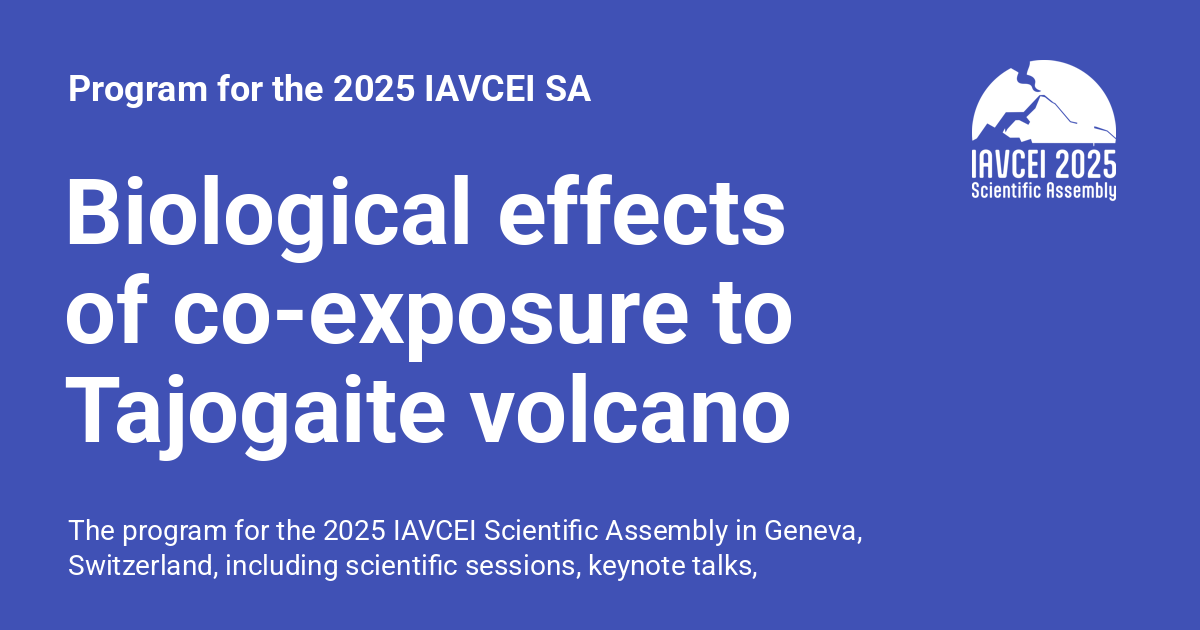 Program for the 2025 IAVCEI SA
IAVCEI 2025
Scientific Assembly
Biological effects
of co-exposure to
Tajogaite volcano
The program for the 2025 IAVCEI Scientific Assembly in Geneva,
Switzerland, including scientific sessions, keynote talks,